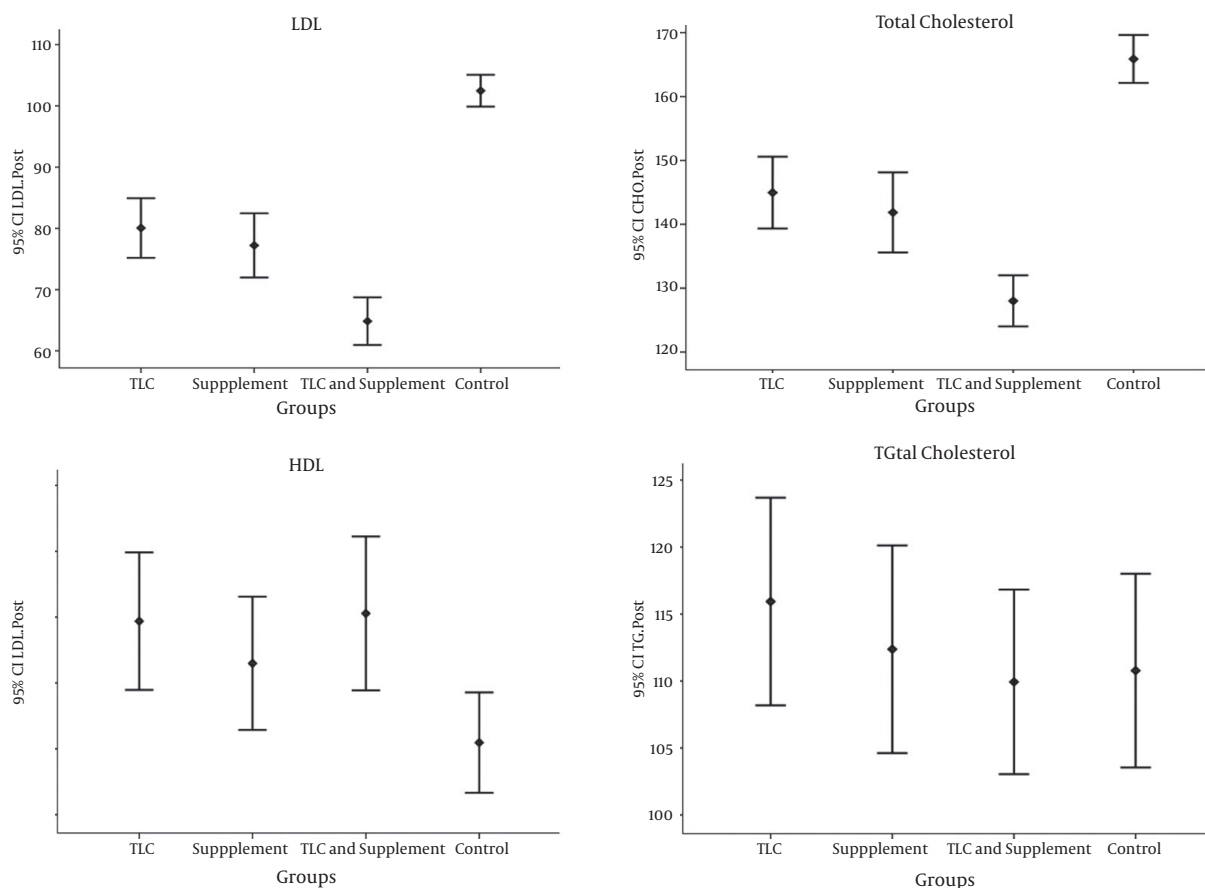 LDL
110
100
90
80
70
60
95% CI LDL.Post
TLC
Suppplement
TLC and Supplement
Control
Groups
Total Cholesterol
170
160
150
140
130
120
95% CI CHO.Post
TLC
Suppplement
TLC and Supplement
Control
Groups
HDL
95% CI LDL.Post
TLC
Suppplement
TLC and Supplement
Control
Groups
TGtal Cholesterol
125
120
115
110
105
100
95% CI TG.Post
TLC
Suppplement
TLC and Supplement
Control
Groups